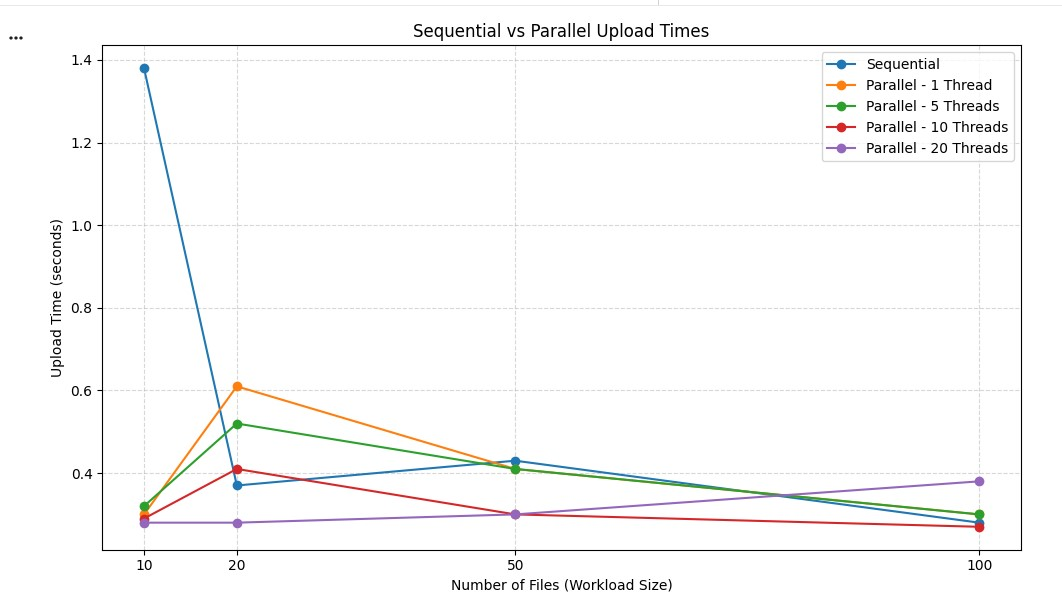 ...
Sequential vs Parallel Upload Times
Sequential
Parallel - 1 Thread
Parallel - 5 Threads
Parallel - 10 Threads
Parallel - 20 Threads
Upload Time (seconds)
1.4
1.2
1.0
0.8
0.6
0.4
10 20 50 100
Number of Files (Workload Size)